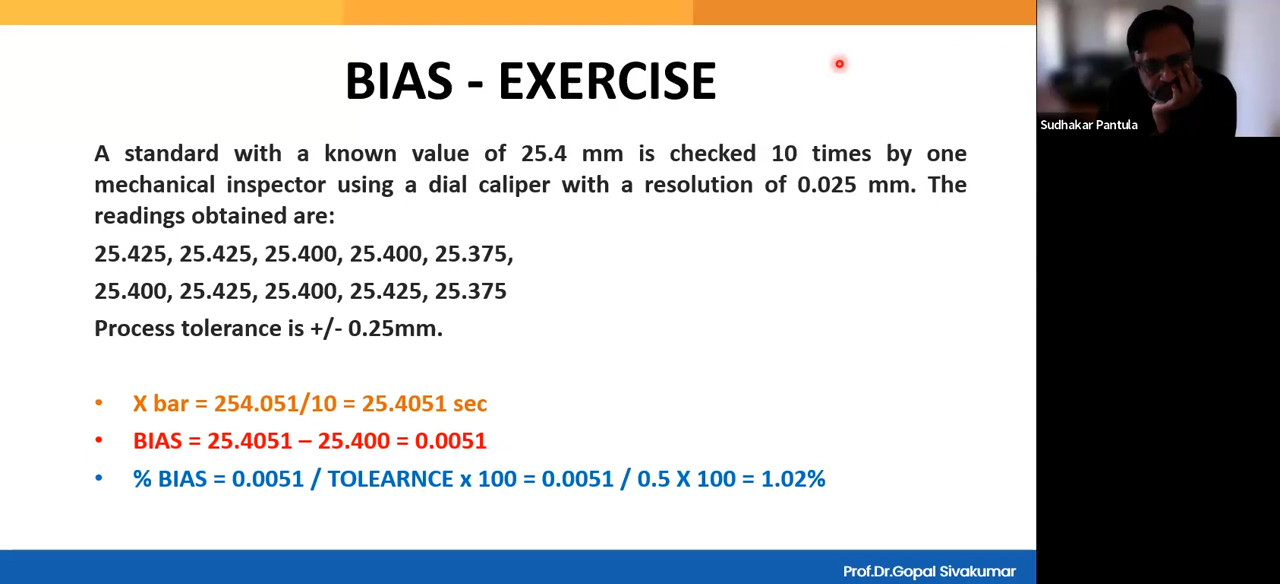 BIAS - EXERCISE
A standard with a known value of 25.4 mm is checked 10 times by one
mechanical inspector using a dial caliper with a resolution of 0.025 mm. The
readings obtained are:
25.425, 25.425, 25.400, 25.400, 25.375,
25.400, 25.425, 25.400, 25.425, 25.375
Process tolerance is +/- 0.25mm.
• X bar = 254.051/10 = 25.4051 sec
• BIAS = 25.4051 – 25.400 = 0.0051
• % BIAS = 0.0051 / TOLEARNCE x 100 = 0.0051 / 0.5 X 100 = 1.02%
Prof.Dr.Gopal Sivakumar
Sudhakar Pantula